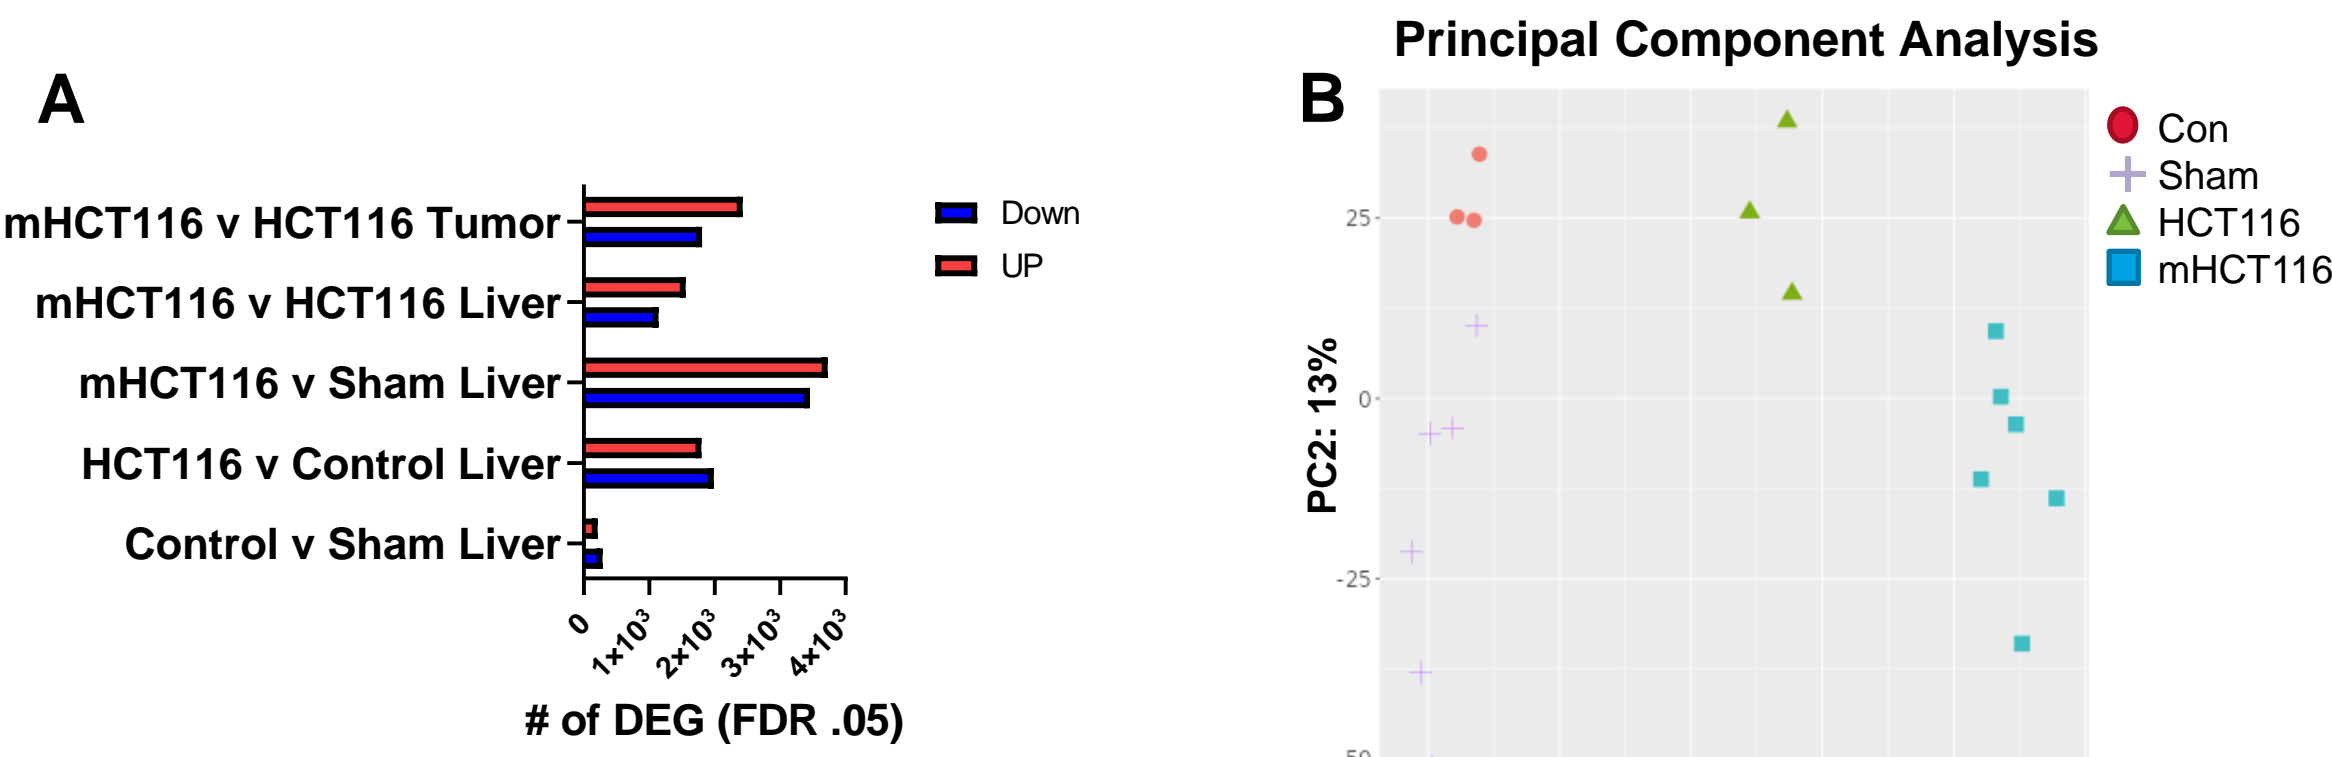 A
mHCT116 v HCT116 Tumor
mHCT116 v HCT116 Liver
mHCT116 v Sham Liver
HCT116 v Control Liver
Control v Sham Liver
0
1×10³
2×10³
3×10³
4×10³
# of DEG (FDR .05)
Down
UP
Principal Component Analysis
B
PC2: 13%
25
0
-25
Con
Sham
HCT116
mHCT116